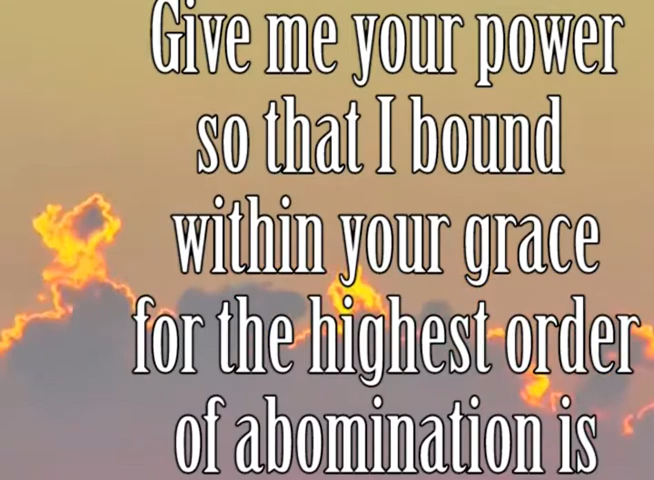 Give me your power
so that I bound
within your grace
for the highest order
of abomination is